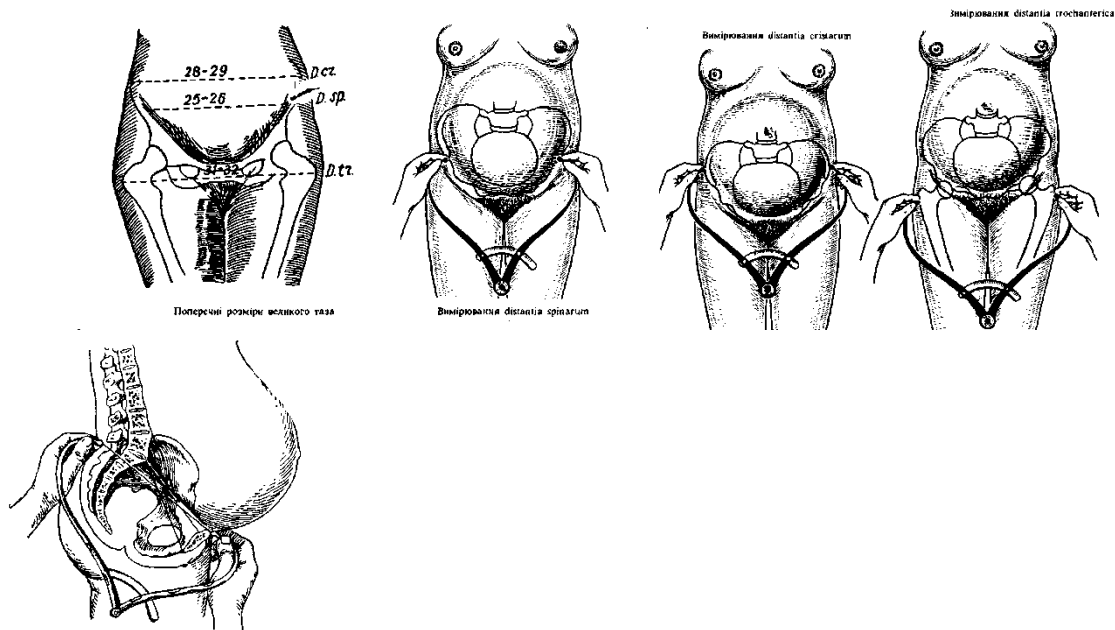 Зимірювання distantia trochanterica
Вимірювання distantia cristarum
28-29
D.cr.
25-26
D.sp.
31-32
D.tr.
Поперечні розміри великого таза
Вимірювання distantia spinarum